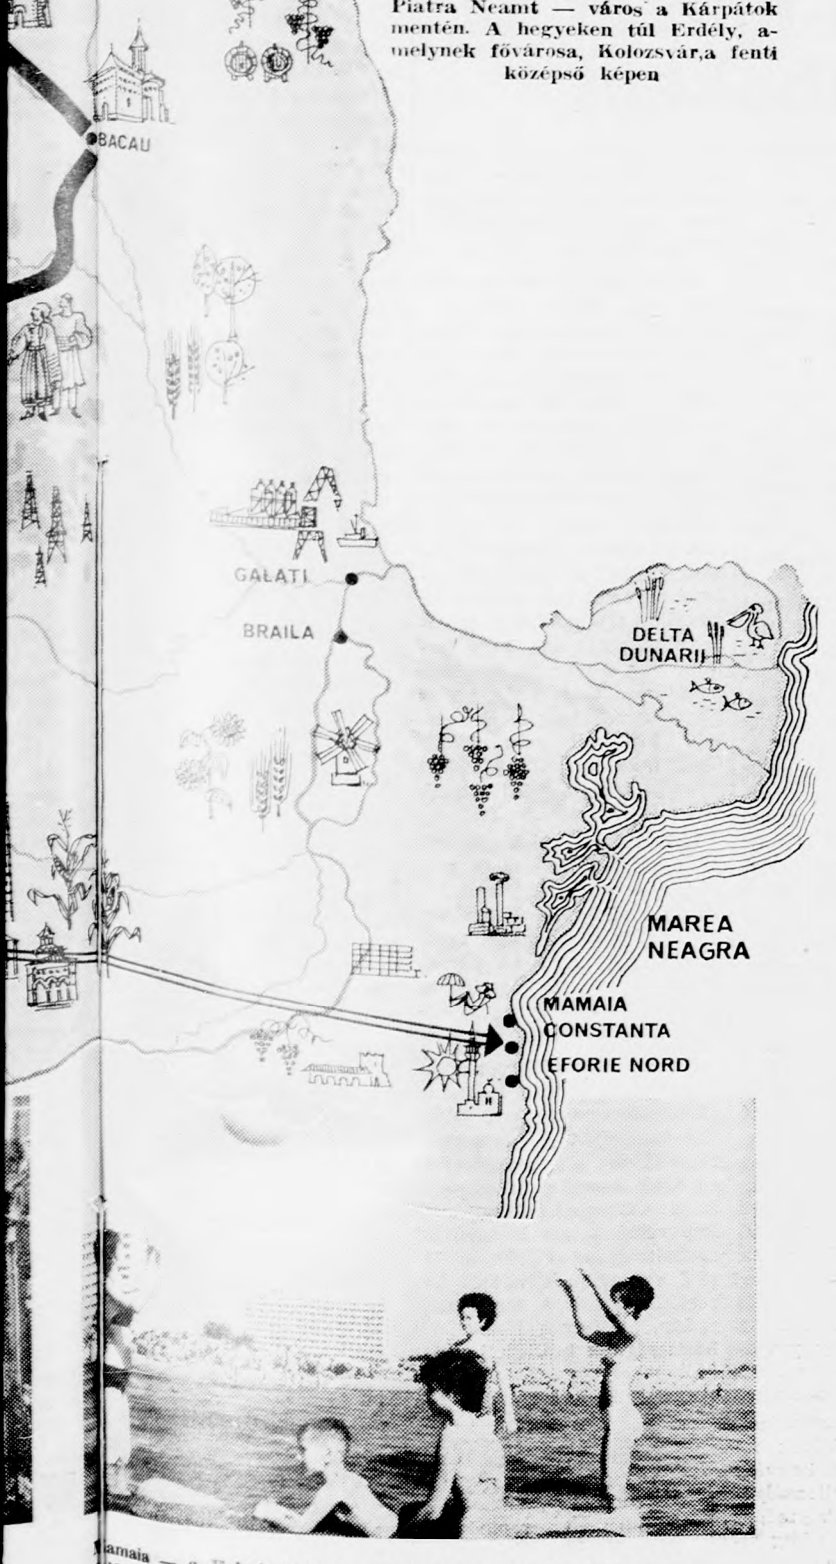 Piatra Neamt — város a Kárpátok
mentén. A hegyeken túl Erdély, a-
melynek fővárosa, Kolozsvár,a fenti
középső képen
BACAU
GALATI
BRAILA
DELTA
DUNARII
MAREA
NEAGRA
MAMAIA
CONSTANTA
EFORIE NORD
Mamaia —